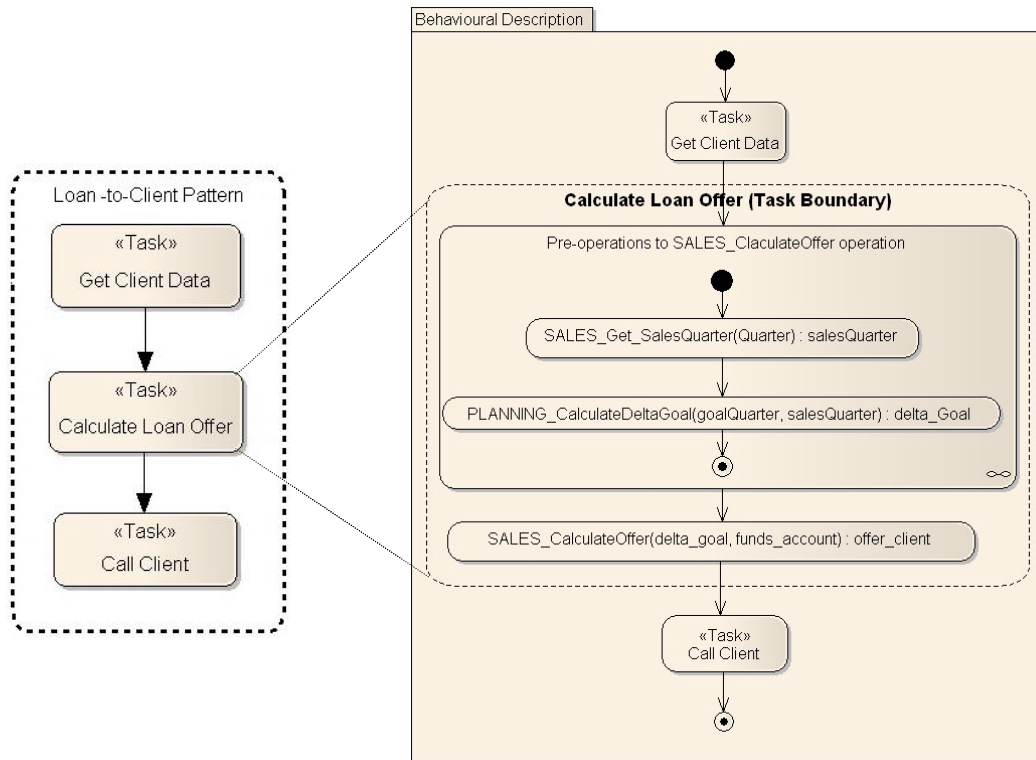 Loan -to-Client Pattern
«Task»
Get Client Data
«Task»
Calculate Loan Offer
«Task»
Call Client
Behavioural Description
«Task»
Get Client Data
Calculate Loan Offer (Task Boundary)
Pre-operations to SALES_ClaculateOffer operation
SALES_Get_SalesQuarter(Quarter) : salesQuarter
PLANNING_CalculateDeltaGoal(goalQuarter, salesQuarter) : delta_Goal
SALES_CalculateOffer(delta_goal, funds_account) : offer_client
«Task»
Call Client